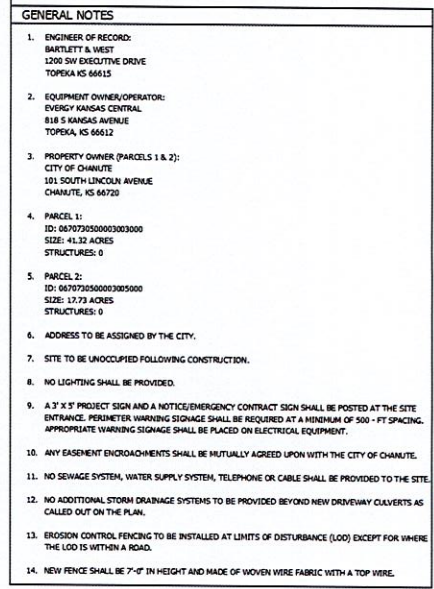 GENERAL NOTES
1. ENGINEER OF RECORD:
BARTLETT & WEST
1200 SW EXECUTIVE DRIVE
TOPEKA KS 66615
2. EQUIPMENT OWNER/OPERATOR:
EVERGY KANSAS CENTRAL
818 S KANSAS AVENUE
TOPEKA, KS 66612
3. PROPERTY OWNER (PARCELS 1 & 2):
CITY OF CHANUTE
101 SOUTH LINCOLN AVENUE
CHANUTE, KS 66720
4. PARCEL 1:
ID: 0670730500003003000
SIZE: 41.32 ACRES
STRUCTURES: 0
5. PARCEL 2:
ID: 0670730500003005000
SIZE: 17.73 ACRES
STRUCTURES: 0
6. ADDRESS TO BE ASSIGNED BY THE CITY.
7. SITE TO BE UNOCCUPIED FOLLOWING CONSTRUCTION.
8. NO LIGHTING SHALL BE PROVIDED.
9. A 3' X 5' PROJECT SIGN AND A NOTICE/EMERGENCY CONTRACT SIGN SHALL BE POSTED AT THE SITE
ENTRANCE. PERIMETER WARNING SIGNAGE SHALL BE REQUIRED AT A MINIMUM OF 500 - FT SPACING.
APPROPRIATE WARNING SIGNAGE SHALL BE PLACED ON ELECTRICAL EQUIPMENT.
10. ANY EASEMENT ENCROACHMENTS SHALL BE MUTUALLY AGREED UPON WITH THE CITY OF CHANUTE.
11. NO SEWAGE SYSTEM, WATER SUPPLY SYSTEM, TELEPHONE OR CABLE SHALL BE PROVIDED TO THE SITE.
12. NO ADDITIONAL STORM DRAINAGE SYSTEMS TO BE PROVIDED BEYOND NEW DRIVEWAY CULVERTS AS
CALLED OUT ON THE PLAN.
13. EROSION CONTROL FENCING TO BE INSTALLED AT LIMITS OF DISTURBANCE (LOD) EXCEPT FOR WHERE
THE LOD IS WITHIN A ROAD.
14. NEW FENCE SHALL BE 7'-0" IN HEIGHT AND MADE OF WOVEN WIRE FABRIC WITH A TOP WIRE.